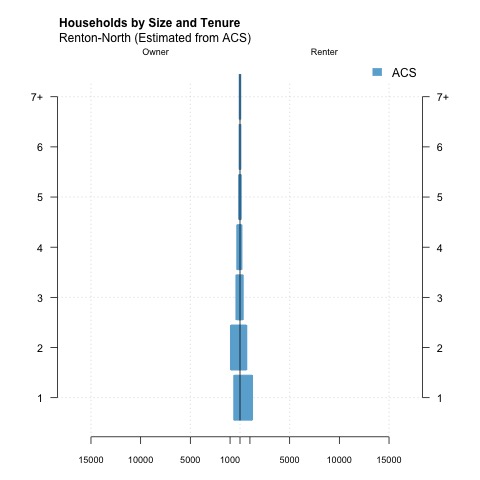 Households by Size and Tenure
Renton-North (Estimated from ACS)
Owner Renter
ACS
7+ 7+
6 6
5 5
4 4
3 3
2 2
1 1
15000 10000 5000 1000 5000 10000 15000